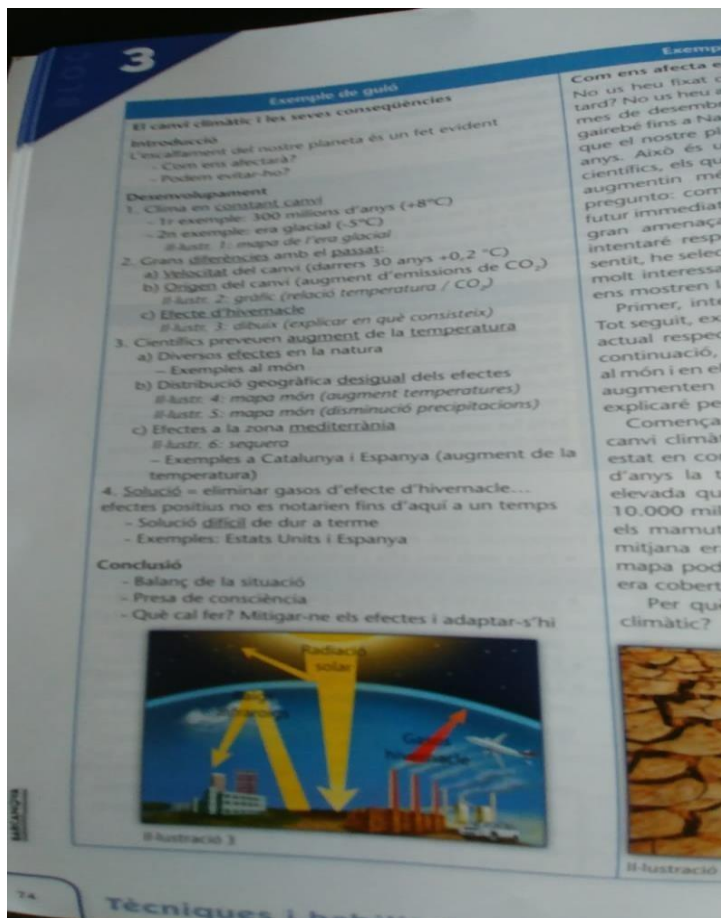 BLOC
3
Exemple de guió
El canvi climàtic i les seves conseqüències
Introducció
L'escalfament del nostre planeta és un fet evident
- Com ens afectarà?
- Podem evitar-ho?
Desenvolupament
1. Clima en constant canvi
- 1r exemple: 300 milions d'anys (+8°C)
- 2n exemple: era glacial (-5°C)
Il·lustr. 1: mapa de l'era glacial
2. Grans diferències amb el passat:
a) Velocitat del canvi (darrers 30 anys +0,2 °C)
b) Origen del canvi (augment d'emissions de CO₂)
Il·lustr. 2: gràfic (relació temperatura / CO₂)
c) Efecte d'hivernacle
Il·lustr. 3: dibuix (explicar en què consisteix)
3. Científics preveuen augment de la temperatura
a) Diversos efectes en la natura
– Exemples al món
b) Distribució geogràfica desigual dels efectes
Il·lustr. 4: mapa món (augment temperatures)
Il·lustr. 5: mapa món (disminució precipitacions)
c) Efectes a la zona mediterrània
Il·lustr. 6: sequera
– Exemples a Catalunya i Espanya (augment de la
temperatura)
4. Solució = eliminar gasos d'efecte d'hivernacle...
efectes positius no es notarien fins d'aquí a un temps
- Solució difícil de dur a terme
- Exemples: Estats Units i Espanya
Conclusió
- Balanç de la situació
- Presa de consciència
- Què cal fer? Mitigar-ne els efectes i adaptar-s'hi
Radiació
solar
Gasos
hivernacle
Il·lustració 3
BARCANOVA
74
Tècniques i
Exemp
Com ens afecta e
No us heu fixat
tard? No us heu a
mes de desemb
gairebé fins a Na
que el nostre pa
anys. Això és u
científics, els qu
augmentin mé
pregunto: com
futur immediat
gran amenaç
intentaré resp
sentit, he selec
molt interessa
ens mostren l
Primer, inte
Tot seguit, ex
actual respec
continuació,
al món i en el
augmenten
explicaré pe
Comença
canvi climà
estat en co
d'anys la t
elevada qu
10.000 mil
els mamut
mitjana er
mapa pod
era cobert
Per qu
climàtic?
Il·lustració